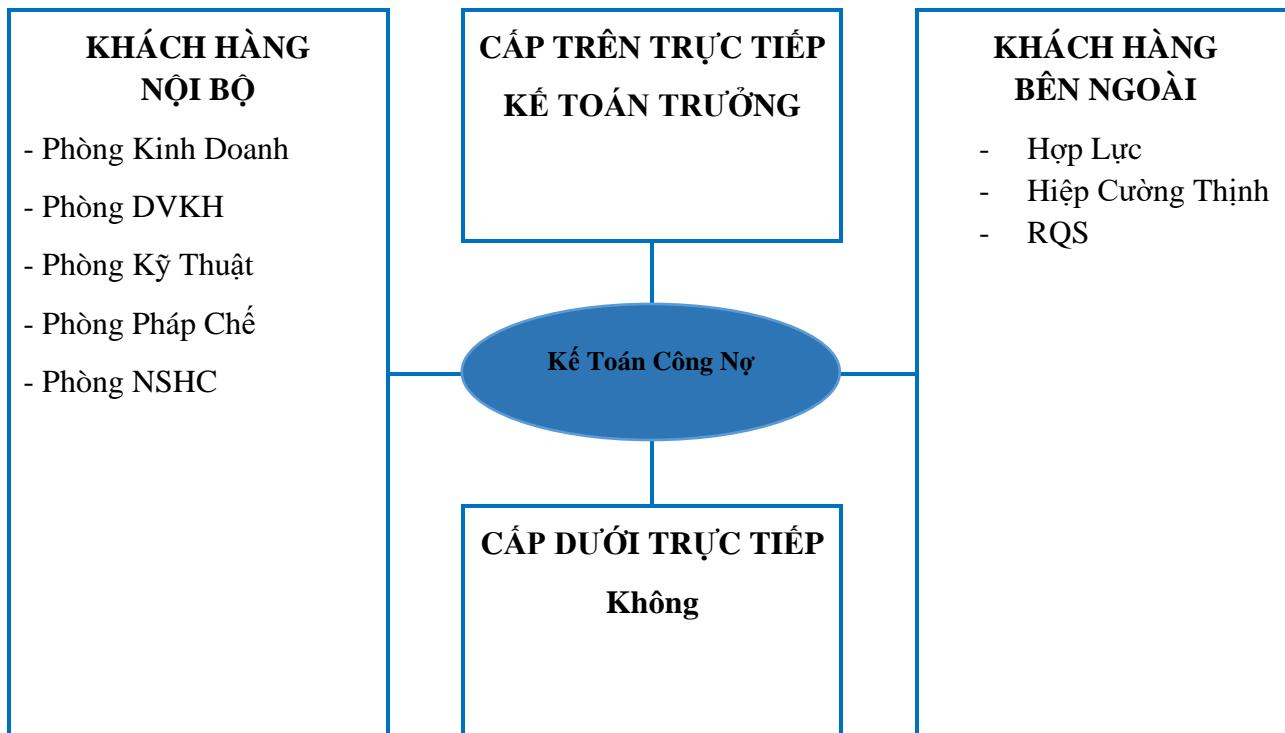 KHÁCH HÀNG
NỘI BỘ
- Phòng Kinh Doanh
- Phòng DVKH
- Phòng Kỹ Thuật
- Phòng Pháp Chế
- Phòng NSHC
CẤP TRÊN TRỰC TIẾP
KẾ TOÁN TRƯỞNG
Kế Toán Công Nợ
CẤP DƯỚI TRỰC TIẾP
Không
KHÁCH HÀNG
BÊN NGOÀI
- Hợp Lực
- Hiệp Cường Thịnh
- RQS